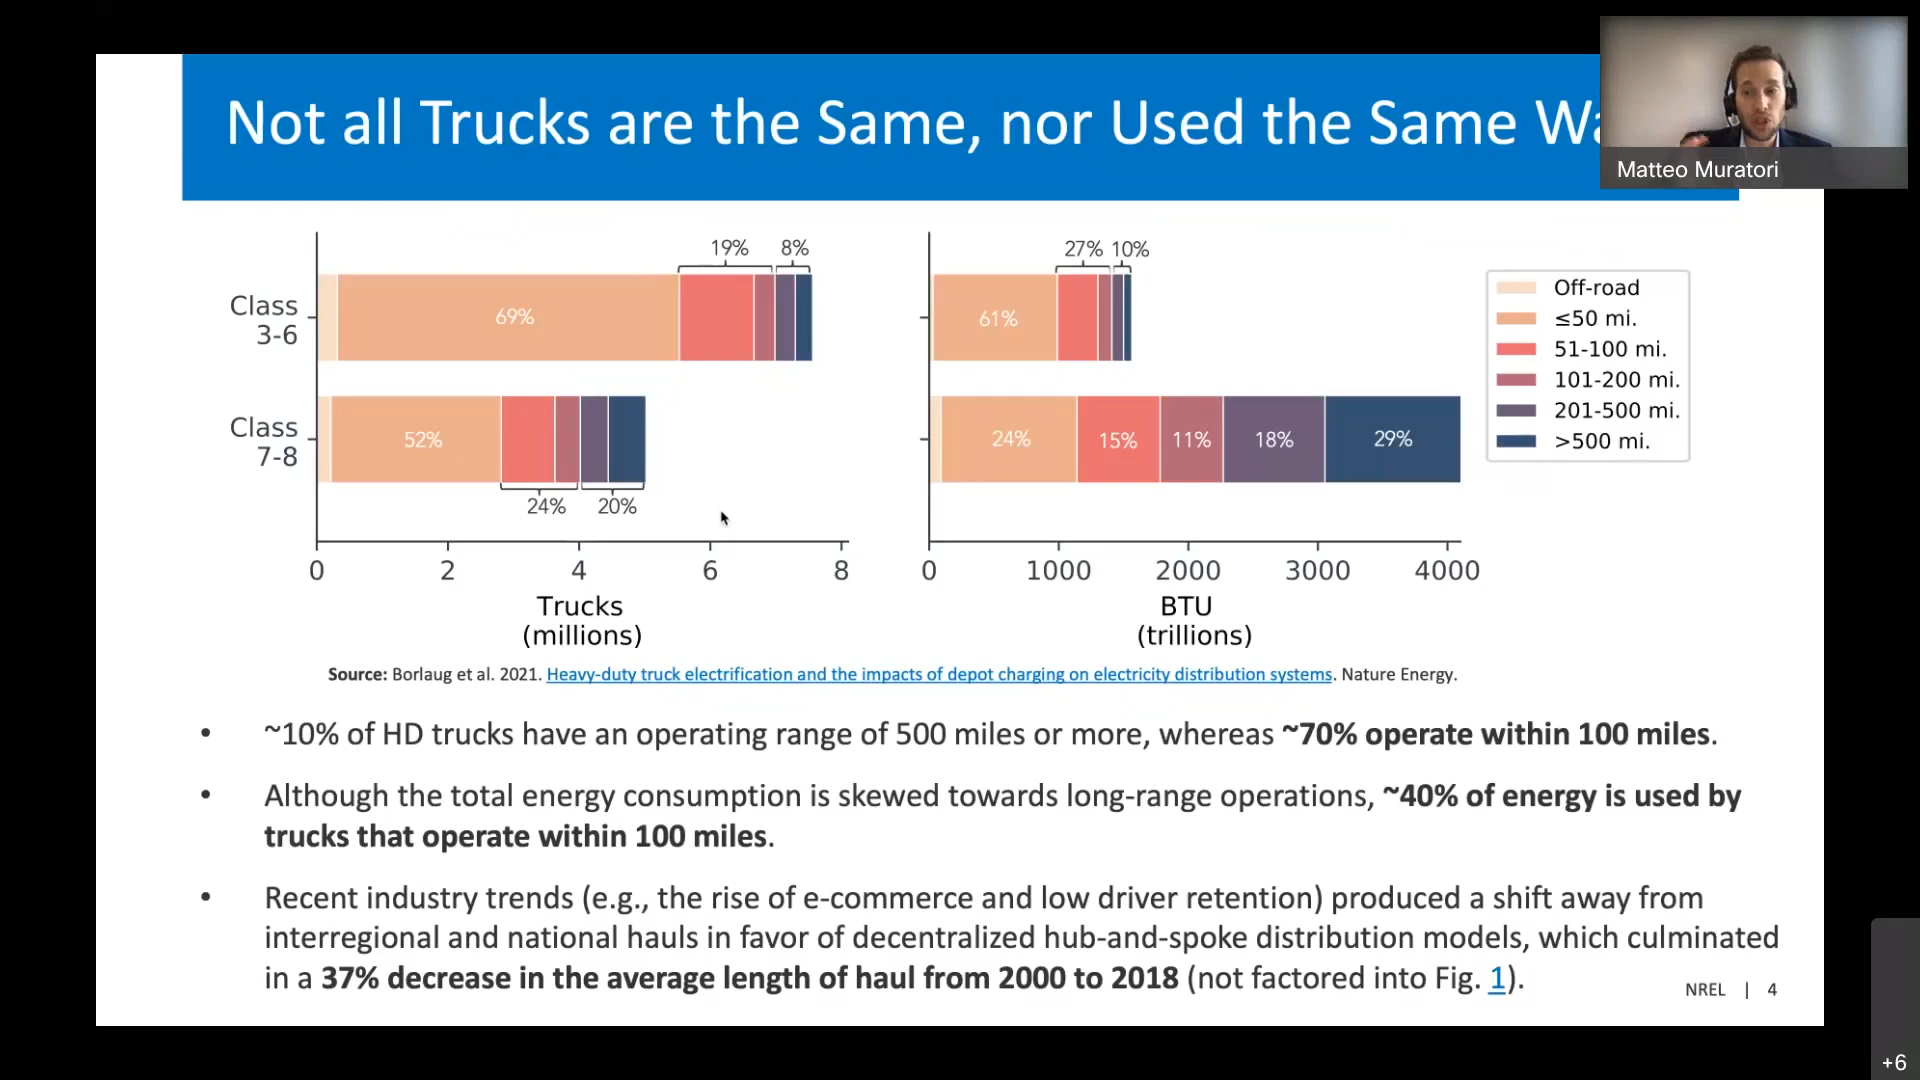 Not all Trucks are the Same, nor Used the Same Wa
Matteo Muratori
19% 8%
Class
3-6
69%
Class
7-8
52%
24% 20%
0 2 4 6 8
Trucks
(millions)
27% 10%
61%
24% 15% 11% 18% 29%
0 1000 2000 3000 4000
BTU
(trillions)
Off-road
≤50 mi.
51-100 mi.
101-200 mi.
201-500 mi.
>500 mi.
Source: Borlaug et al. 2021. Heavy-duty truck electrification and the impacts of depot charging on electricity distribution systems. Nature Energy.
• ~10% of HD trucks have an operating range of 500 miles or more, whereas ~70% operate within 100 miles.
• Although the total energy consumption is skewed towards long-range operations, ~40% of energy is used by
trucks that operate within 100 miles.
• Recent industry trends (e.g., the rise of e-commerce and low driver retention) produced a shift away from
interregional and national hauls in favor of decentralized hub-and-spoke distribution models, which culminated
in a 37% decrease in the average length of haul from 2000 to 2018 (not factored into Fig. 1).
NREL | 4
+6